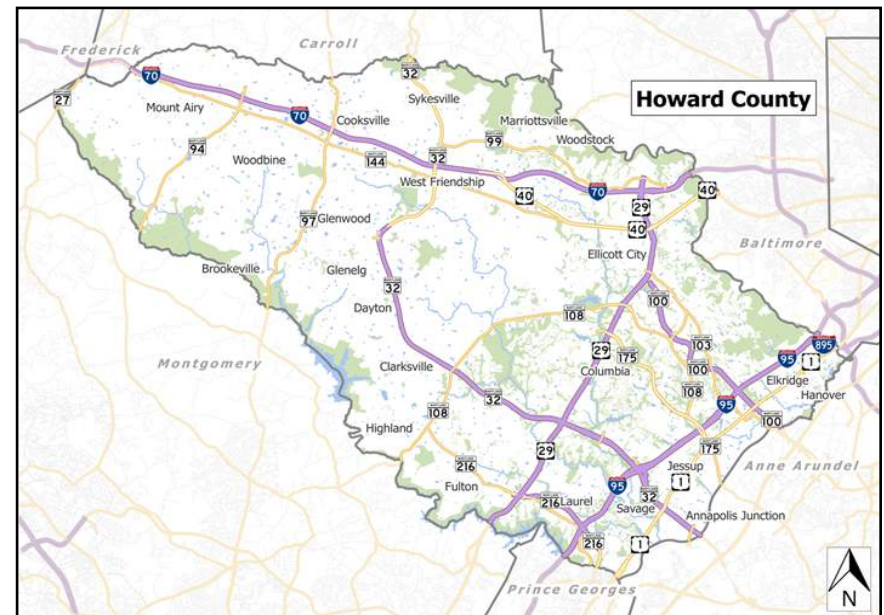 Frederick
Carroll
70
32
27
Mount Airy
70
Sykesville
Howard County
Cooksville
Marriottsville
94
99
Woodstock
Woodbine
144
32
West Friendship
40
70
40
29
97
Glenwood
40
Baltimore
Ellicott City
Brookeville
Glenelg
32
100
Dayton
108
103
895
Montgomery
29
175
95
1
Clarksville
Columbia
100
Elkridge
32
108
95
Hanover
108
100
Highland
29
175
216
Jessup
Anne Arundel
Fulton
95
1
216
Laurel
32
Savage
Annapolis Junction
216
1
Prince Georges
N